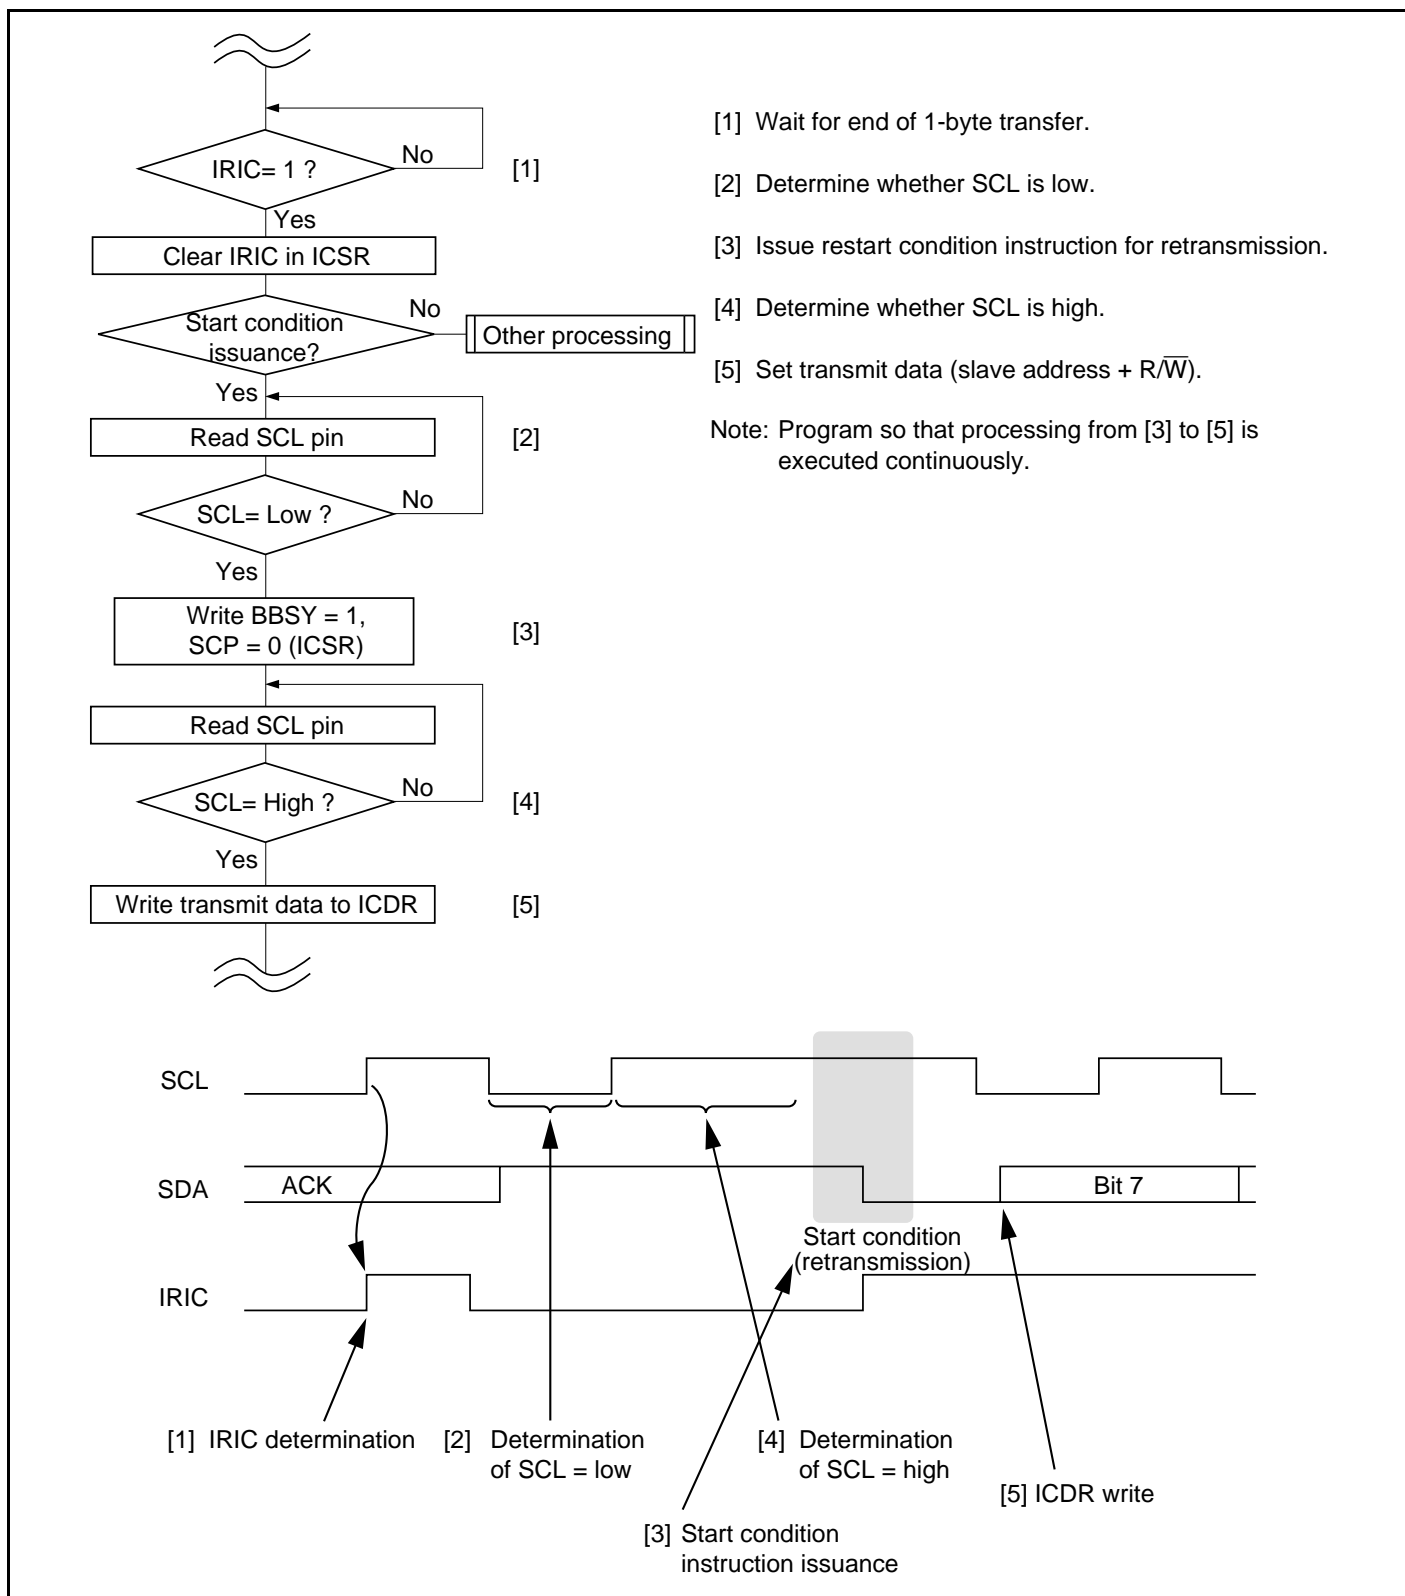 IRIC= 1 ?
No
[1]
Yes
Clear IRIC in ICSR
Start condition
issuance?
No
Other processing
Yes
Read SCL pin
[2]
SCL= Low ?
No
Yes
Write BBSY = 1,
SCP = 0 (ICSR)
[3]
Read SCL pin
SCL= High ?
No
[4]
Yes
Write transmit data to ICDR
[5]
[1] Wait for end of 1-byte transfer.
[2] Determine whether SCL is low.
[3] Issue restart condition instruction for retransmission.
[4] Determine whether SCL is high.
[5] Set transmit data (slave address + R/W̅).
Note: Program so that processing from [3] to [5] is
executed continuously.
SCL
SDA
ACK
Bit 7
Start condition
(retransmission)
IRIC
[1] IRIC determination
[2] Determination
of SCL = low
[4] Determination
of SCL = high
[5] ICDR write
[3] Start condition
instruction issuance